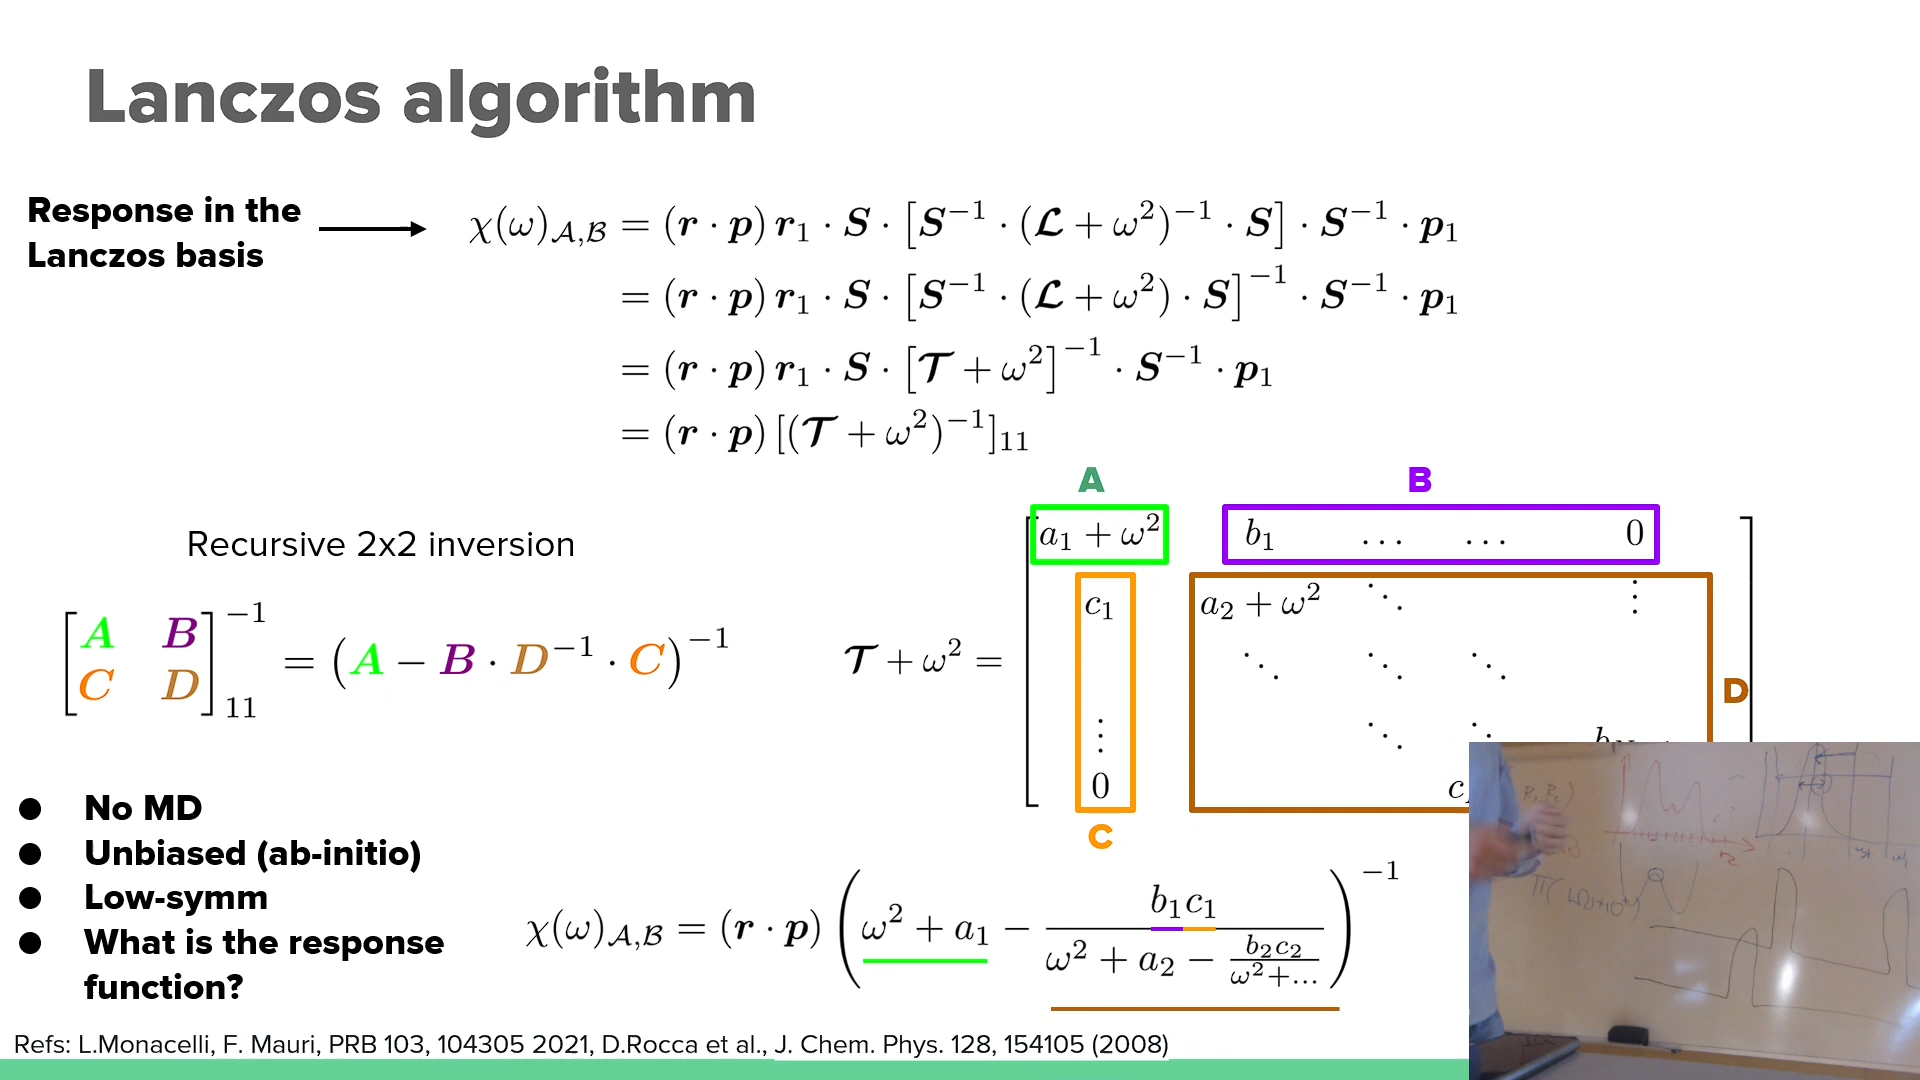 Lanczos algorithm
Response in the
Lanczos basis
χ(ω)_{𝒜,ℬ} = (r · p) r₁ · S · [S⁻¹ · (ℒ + ω²)⁻¹ · S] · S⁻¹ · p₁
= (r · p) r₁ · S · [S⁻¹ · (ℒ + ω²) · S]⁻¹ · S⁻¹ · p₁
= (r · p) r₁ · S · [𝒯 + ω²]⁻¹ · S⁻¹ · p₁
= (r · p) [(𝒯 + ω²)⁻¹]₁₁
Recursive 2x2 inversion
[A B
C D]⁻¹₁₁ = (A − B · D⁻¹ · C)⁻¹
𝒯 + ω² =
A
B
a₁ + ω² b₁ … … 0
c₁ a₂ + ω² ⋱ ⋮
⋱ ⋱ ⋱
D
⋮ ⋱ ⋱
0
C
No MD
Unbiased (ab-initio)
Low-symm
What is the response
function?
χ(ω)_{𝒜,ℬ} = (r · p) (ω² + a₁ − b₁c₁ / (ω² + a₂ − b₂c₂ / (ω²+…)))⁻¹
Refs: L.Monacelli, F. Mauri, PRB 103, 104305 2021, D.Rocca et al., J. Chem. Phys. 128, 154105 (2008)